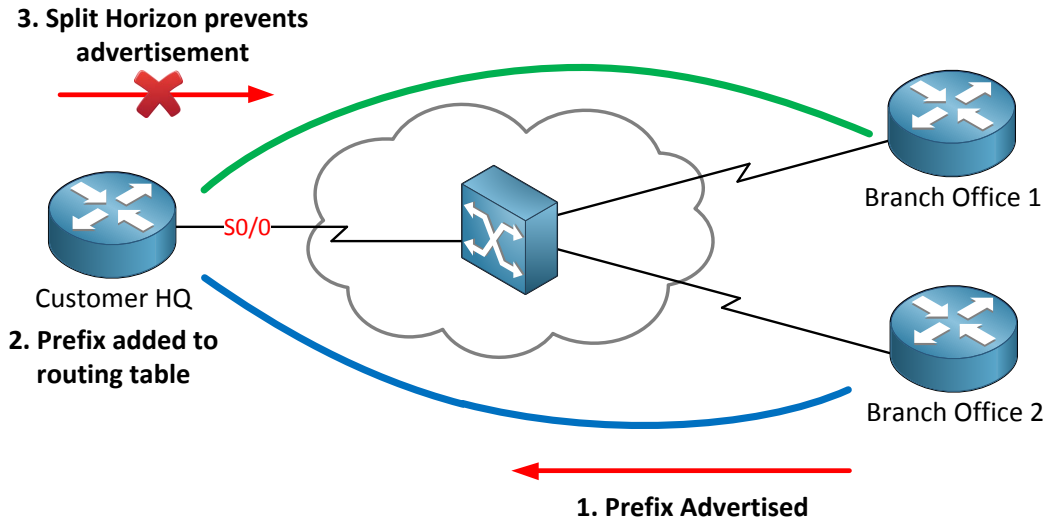 3. Split Horizon prevents
advertisement
S0/0
Customer HQ
2. Prefix added to
routing table
Branch Office 1
Branch Office 2
1. Prefix Advertised